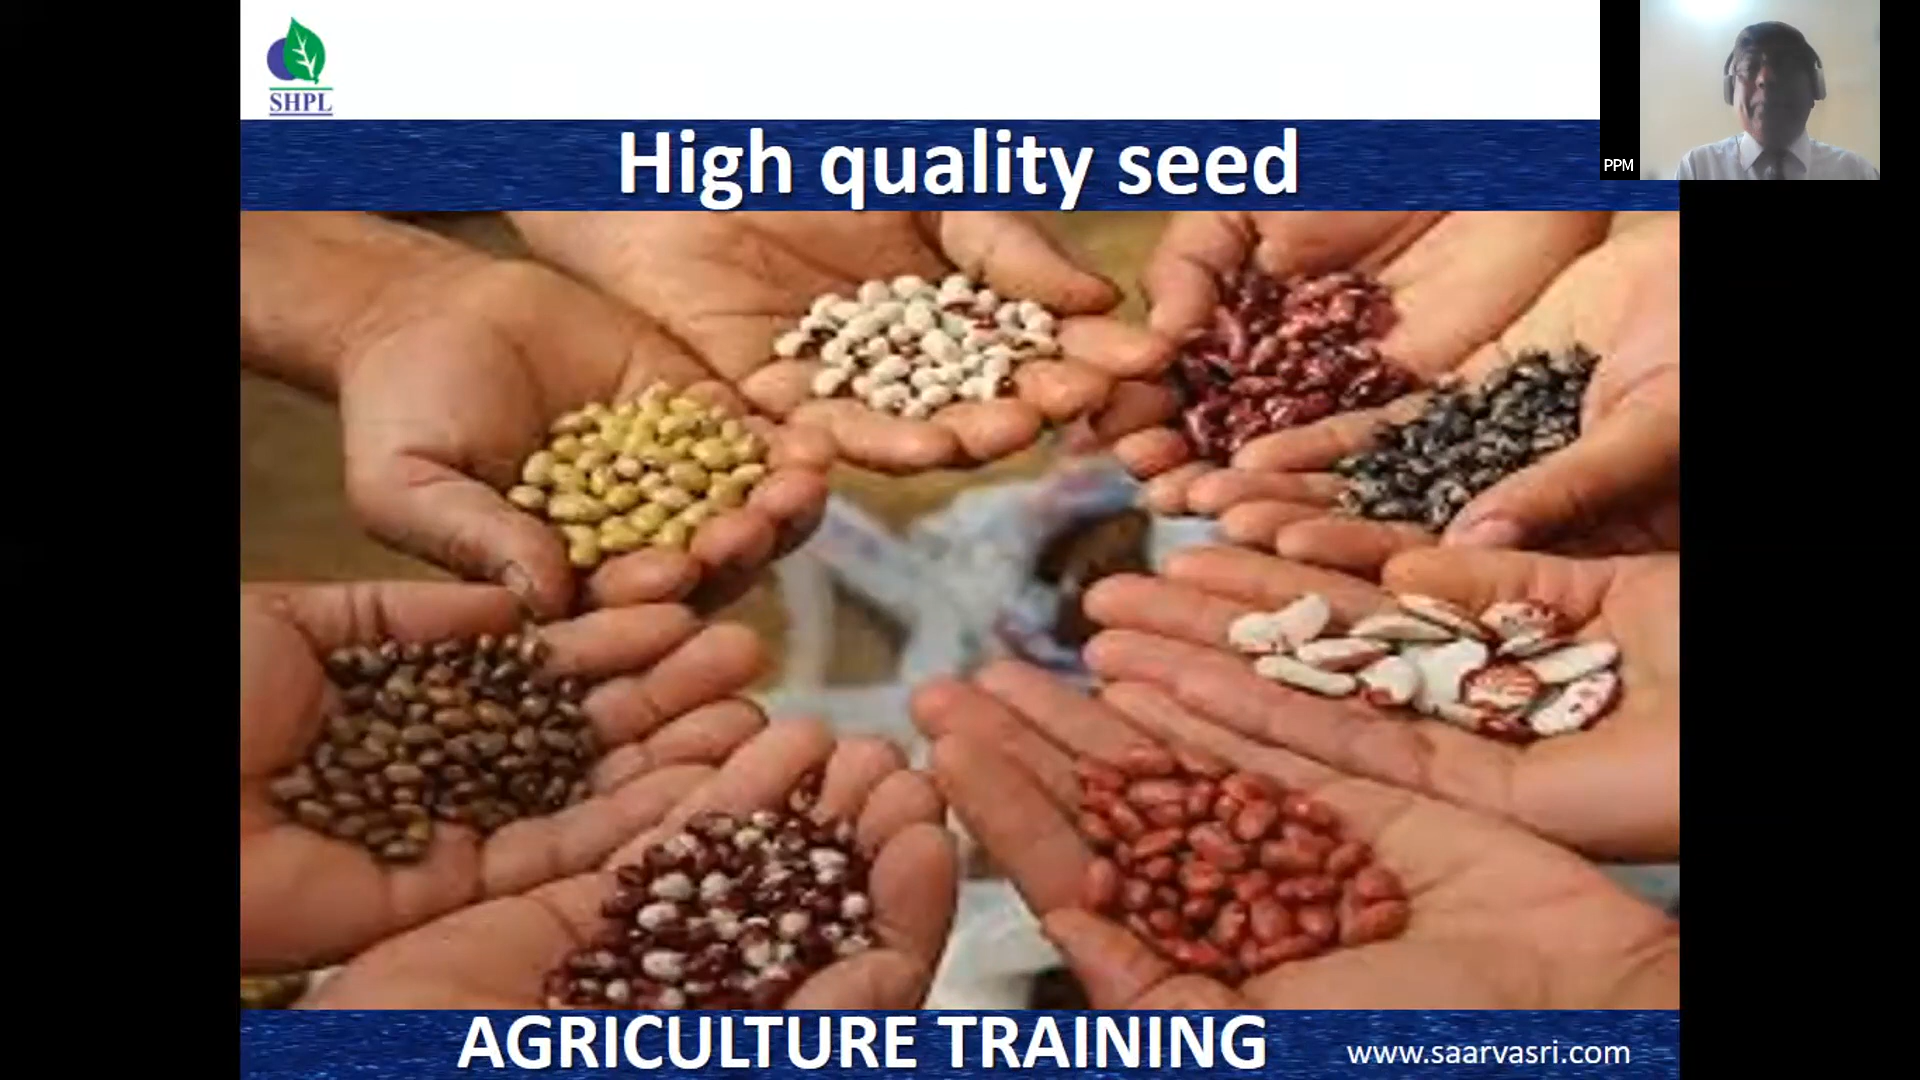 SHPL
High quality seed
PPM
AGRICULTURE TRAINING
www.saarvasri.com